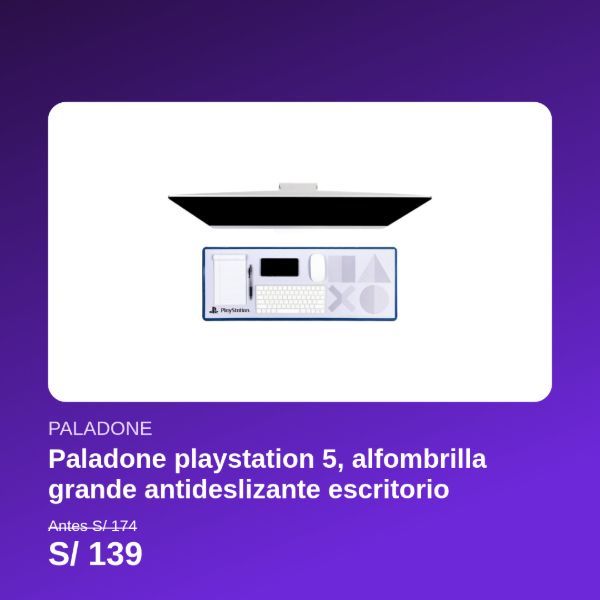 PlayStation
PALADONE
Paladone playstation 5, alfombrilla
grande antideslizante escritorio
Antes S/ 174
S/ 139